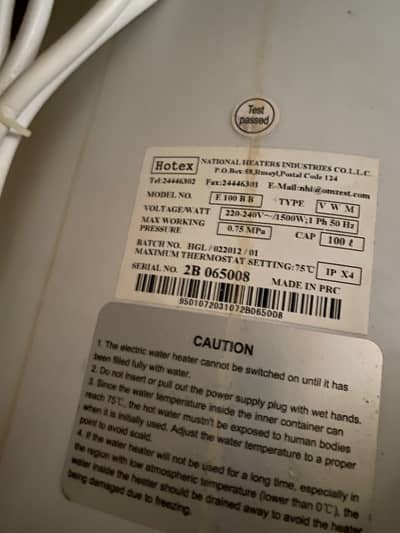 Test
passed
Hotex
NATIONAL HEATERS INDUSTRIES CO.L.L.C.
P.O.Box 58,Rusayl,Postal Code 124
Tel:24446302 Fax:24446301 E-Mail:nhi@omzest.com
MODEL NO. E 100 B B TYPE V W M
VOLTAGE/WATT 220-240V~/1500W;1 Ph 50 Hz
MAX WORKING PRESSURE 0.75 MPa CAP 100 ℓ
BATCH NO. HGL / 022012 / 01
MAXIMUM THERMOSTAT SETTING:75℃ IP X4
SERIAL NO. 2B 065008 MADE IN PRC
9501072031072B065008
CAUTION
1. The electric water heater cannot be switched on until it has
been filled fully with water.
2. Do not insert or pull out the power supply plug with wet hands.
3. Since the water temperature inside the inner container can
reach 75℃, the hot water mustn't be exposed to human bodies
when it is initially used. Adjust the water temperature to a proper
point to avoid scald.
4. If the water heater will not be used for a long time, especially in
the region with low atmospheric temperature (lower than 0℃), the
water inside the heater should be drained away to avoid the heater
being damaged due to freezing.